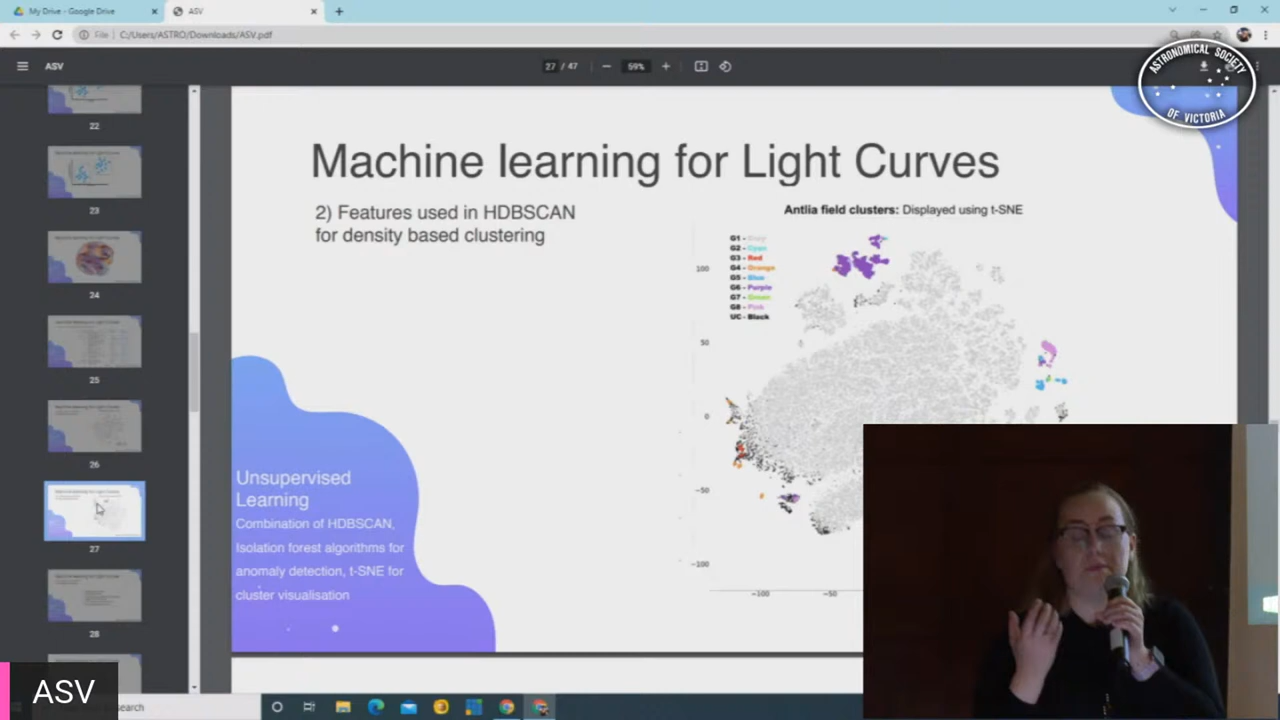 My Drive - Google Drive
ASV
File
C:/Users/ASTRO/Downloads/ASV.pdf
ASV
27 / 47
59%
ASTRONOMICAL SOCIETY
OF VICTORIA
22
23
24
25
26
27
28
Machine learning for Light Curves
2) Features used in HDBSCAN
for density based clustering
Antlia field clusters: Displayed using t-SNE
G1 - Grey
G2 - Cyan
G3 - Red
G4 - Orange
G5 - Blue
G6 - Purple
G7 - Green
G8 - Pink
UC - Black
100
50
0
−50
−100
−100
−50
Unsupervised
Learning
Combination of HDBSCAN,
Isolation forest algorithms for
anomaly detection, t-SNE for
cluster visualisation
ASV
search